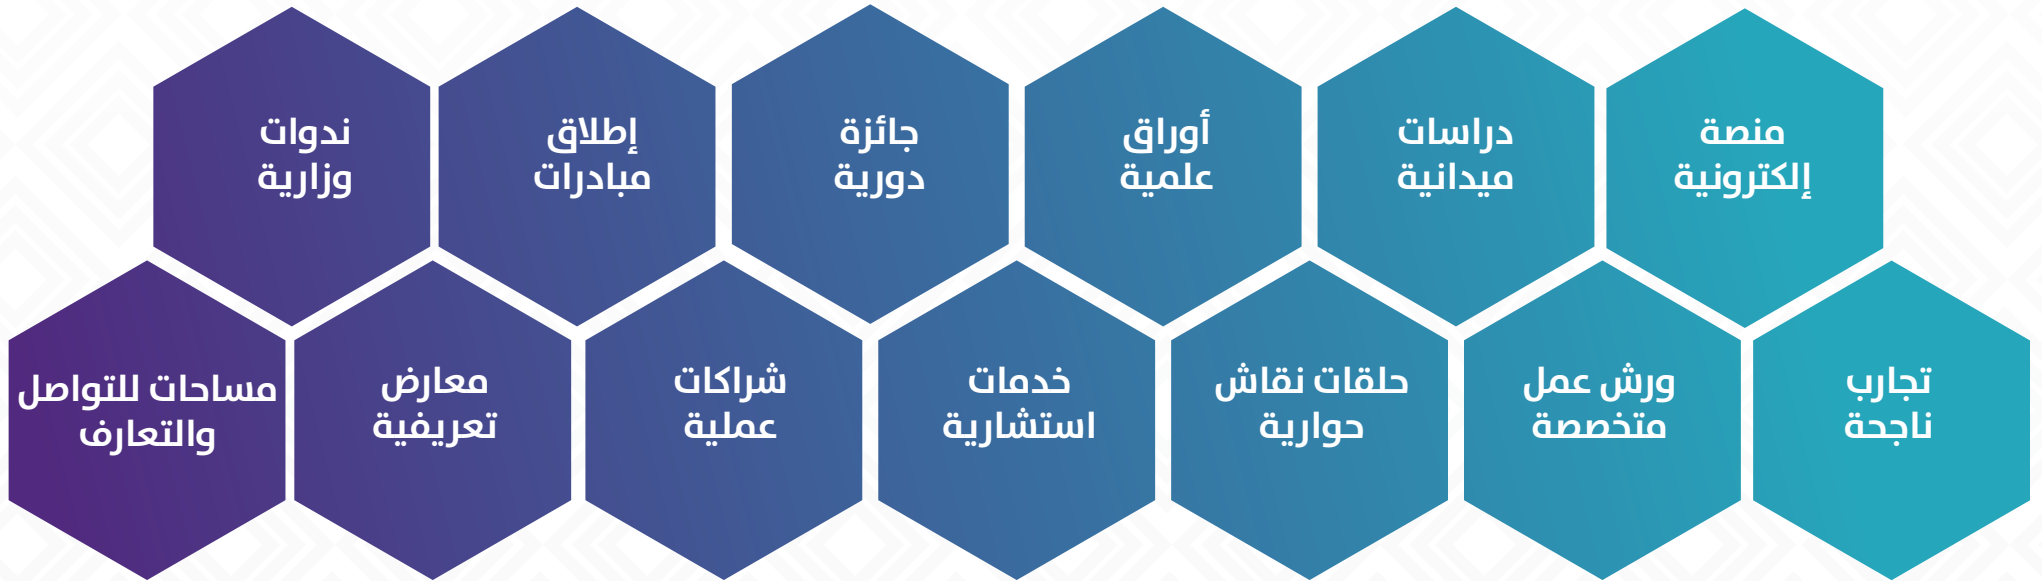 منصة
إلكترونية
دراسات
ميدانية
أوراق
علمية
جائزة
دورية
إطلاق
مبادرات
ندوات
وزارية
تجارب
ناجحة
ورش عمل
متخصصة
حلقات نقاش
حوارية
خدمات
استشارية
شراكات
عملية
معارض
تعريفية
مساحات للتواصل
والتعارف